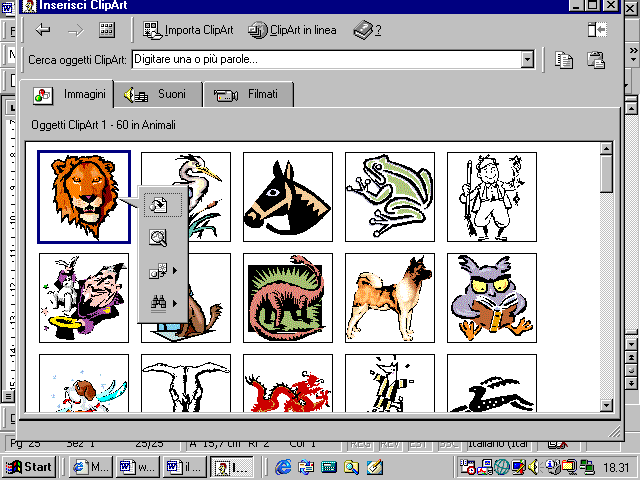 Inserisci ClipArt
Importa ClipArt
ClipArt in linea
?
Cerca oggetti ClipArt:
Digitare una o più parole...
Immagini
Suoni
Filmati
Oggetti ClipArt 1 - 60 in Animali
Pg 25
Sez 1
25/25
A 15,7 cm
Ri 2
Col 1
REG
REV
EST
SSC
Italiano (Ital
Start
M...
w...
il ...
I...
18.31